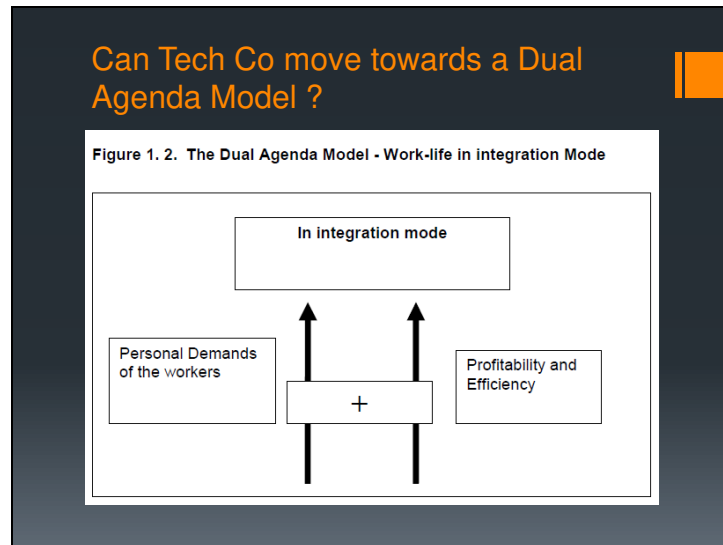 Can Tech Co move towards a Dual
Agenda Model ?
Figure 1. 2. The Dual Agenda Model - Work-life in integration Mode
In integration mode
Personal Demands
of the workers
+
Profitability and
Efficiency